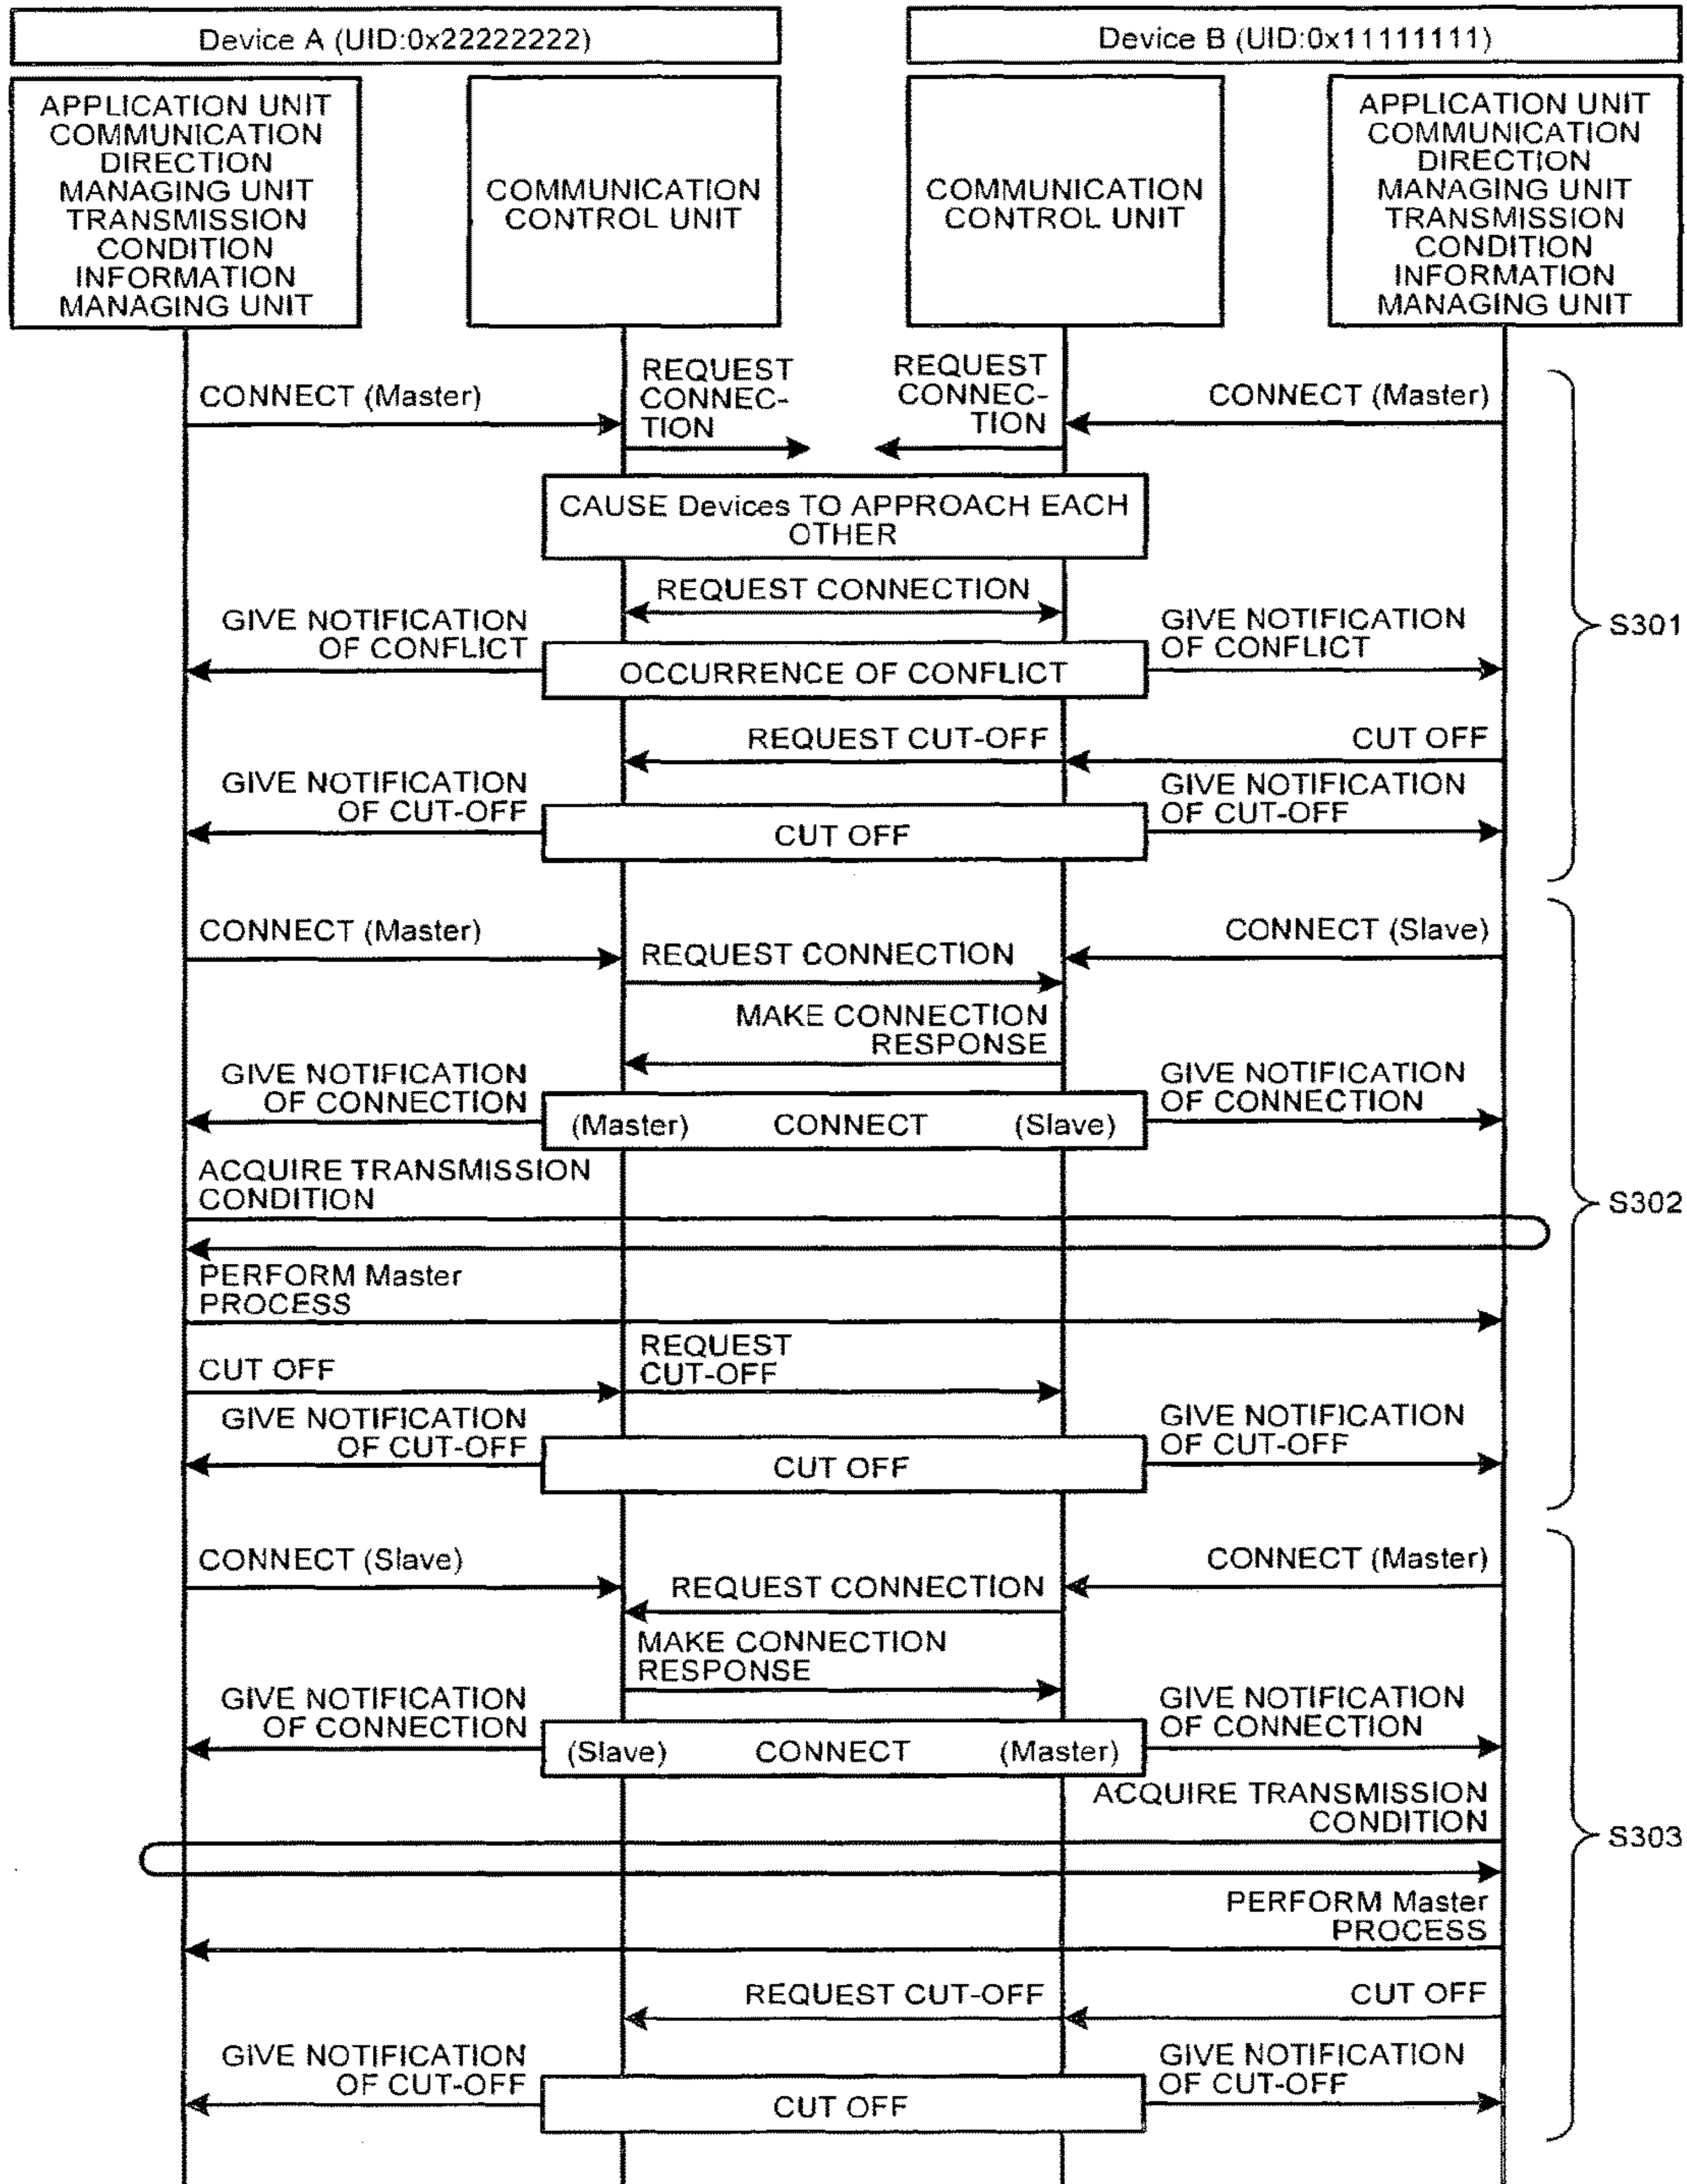 Device A (UID:0x22222222)
Device B (UID:0x11111111)
APPLICATION UNIT
COMMUNICATION
DIRECTION
MANAGING UNIT
TRANSMISSION
CONDITION
INFORMATION
MANAGING UNIT
COMMUNICATION
CONTROL UNIT
COMMUNICATION
CONTROL UNIT
APPLICATION UNIT
COMMUNICATION
DIRECTION
MANAGING UNIT
TRANSMISSION
CONDITION
INFORMATION
MANAGING UNIT
CONNECT (Master)
REQUEST
CONNEC-
TION
REQUEST
CONNEC-
TION
CONNECT (Master)
CAUSE Devices TO APPROACH EACH
OTHER
REQUEST CONNECTION
GIVE NOTIFICATION
OF CONFLICT
OCCURRENCE OF CONFLICT
GIVE NOTIFICATION
OF CONFLICT
S301
REQUEST CUT-OFF
CUT OFF
GIVE NOTIFICATION
OF CUT-OFF
CUT OFF
GIVE NOTIFICATION
OF CUT-OFF
CONNECT (Master)
REQUEST CONNECTION
CONNECT (Slave)
MAKE CONNECTION
RESPONSE
GIVE NOTIFICATION
OF CONNECTION
(Master) CONNECT (Slave)
GIVE NOTIFICATION
OF CONNECTION
ACQUIRE TRANSMISSION
CONDITION
S302
PERFORM Master
PROCESS
CUT OFF
REQUEST
CUT-OFF
GIVE NOTIFICATION
OF CUT-OFF
CUT OFF
GIVE NOTIFICATION
OF CUT-OFF
CONNECT (Slave)
REQUEST CONNECTION
CONNECT (Master)
MAKE CONNECTION
RESPONSE
GIVE NOTIFICATION
OF CONNECTION
(Slave) CONNECT (Master)
GIVE NOTIFICATION
OF CONNECTION
ACQUIRE TRANSMISSION
CONDITION
S303
PERFORM Master
PROCESS
REQUEST CUT-OFF
CUT OFF
GIVE NOTIFICATION
OF CUT-OFF
CUT OFF
GIVE NOTIFICATION
OF CUT-OFF